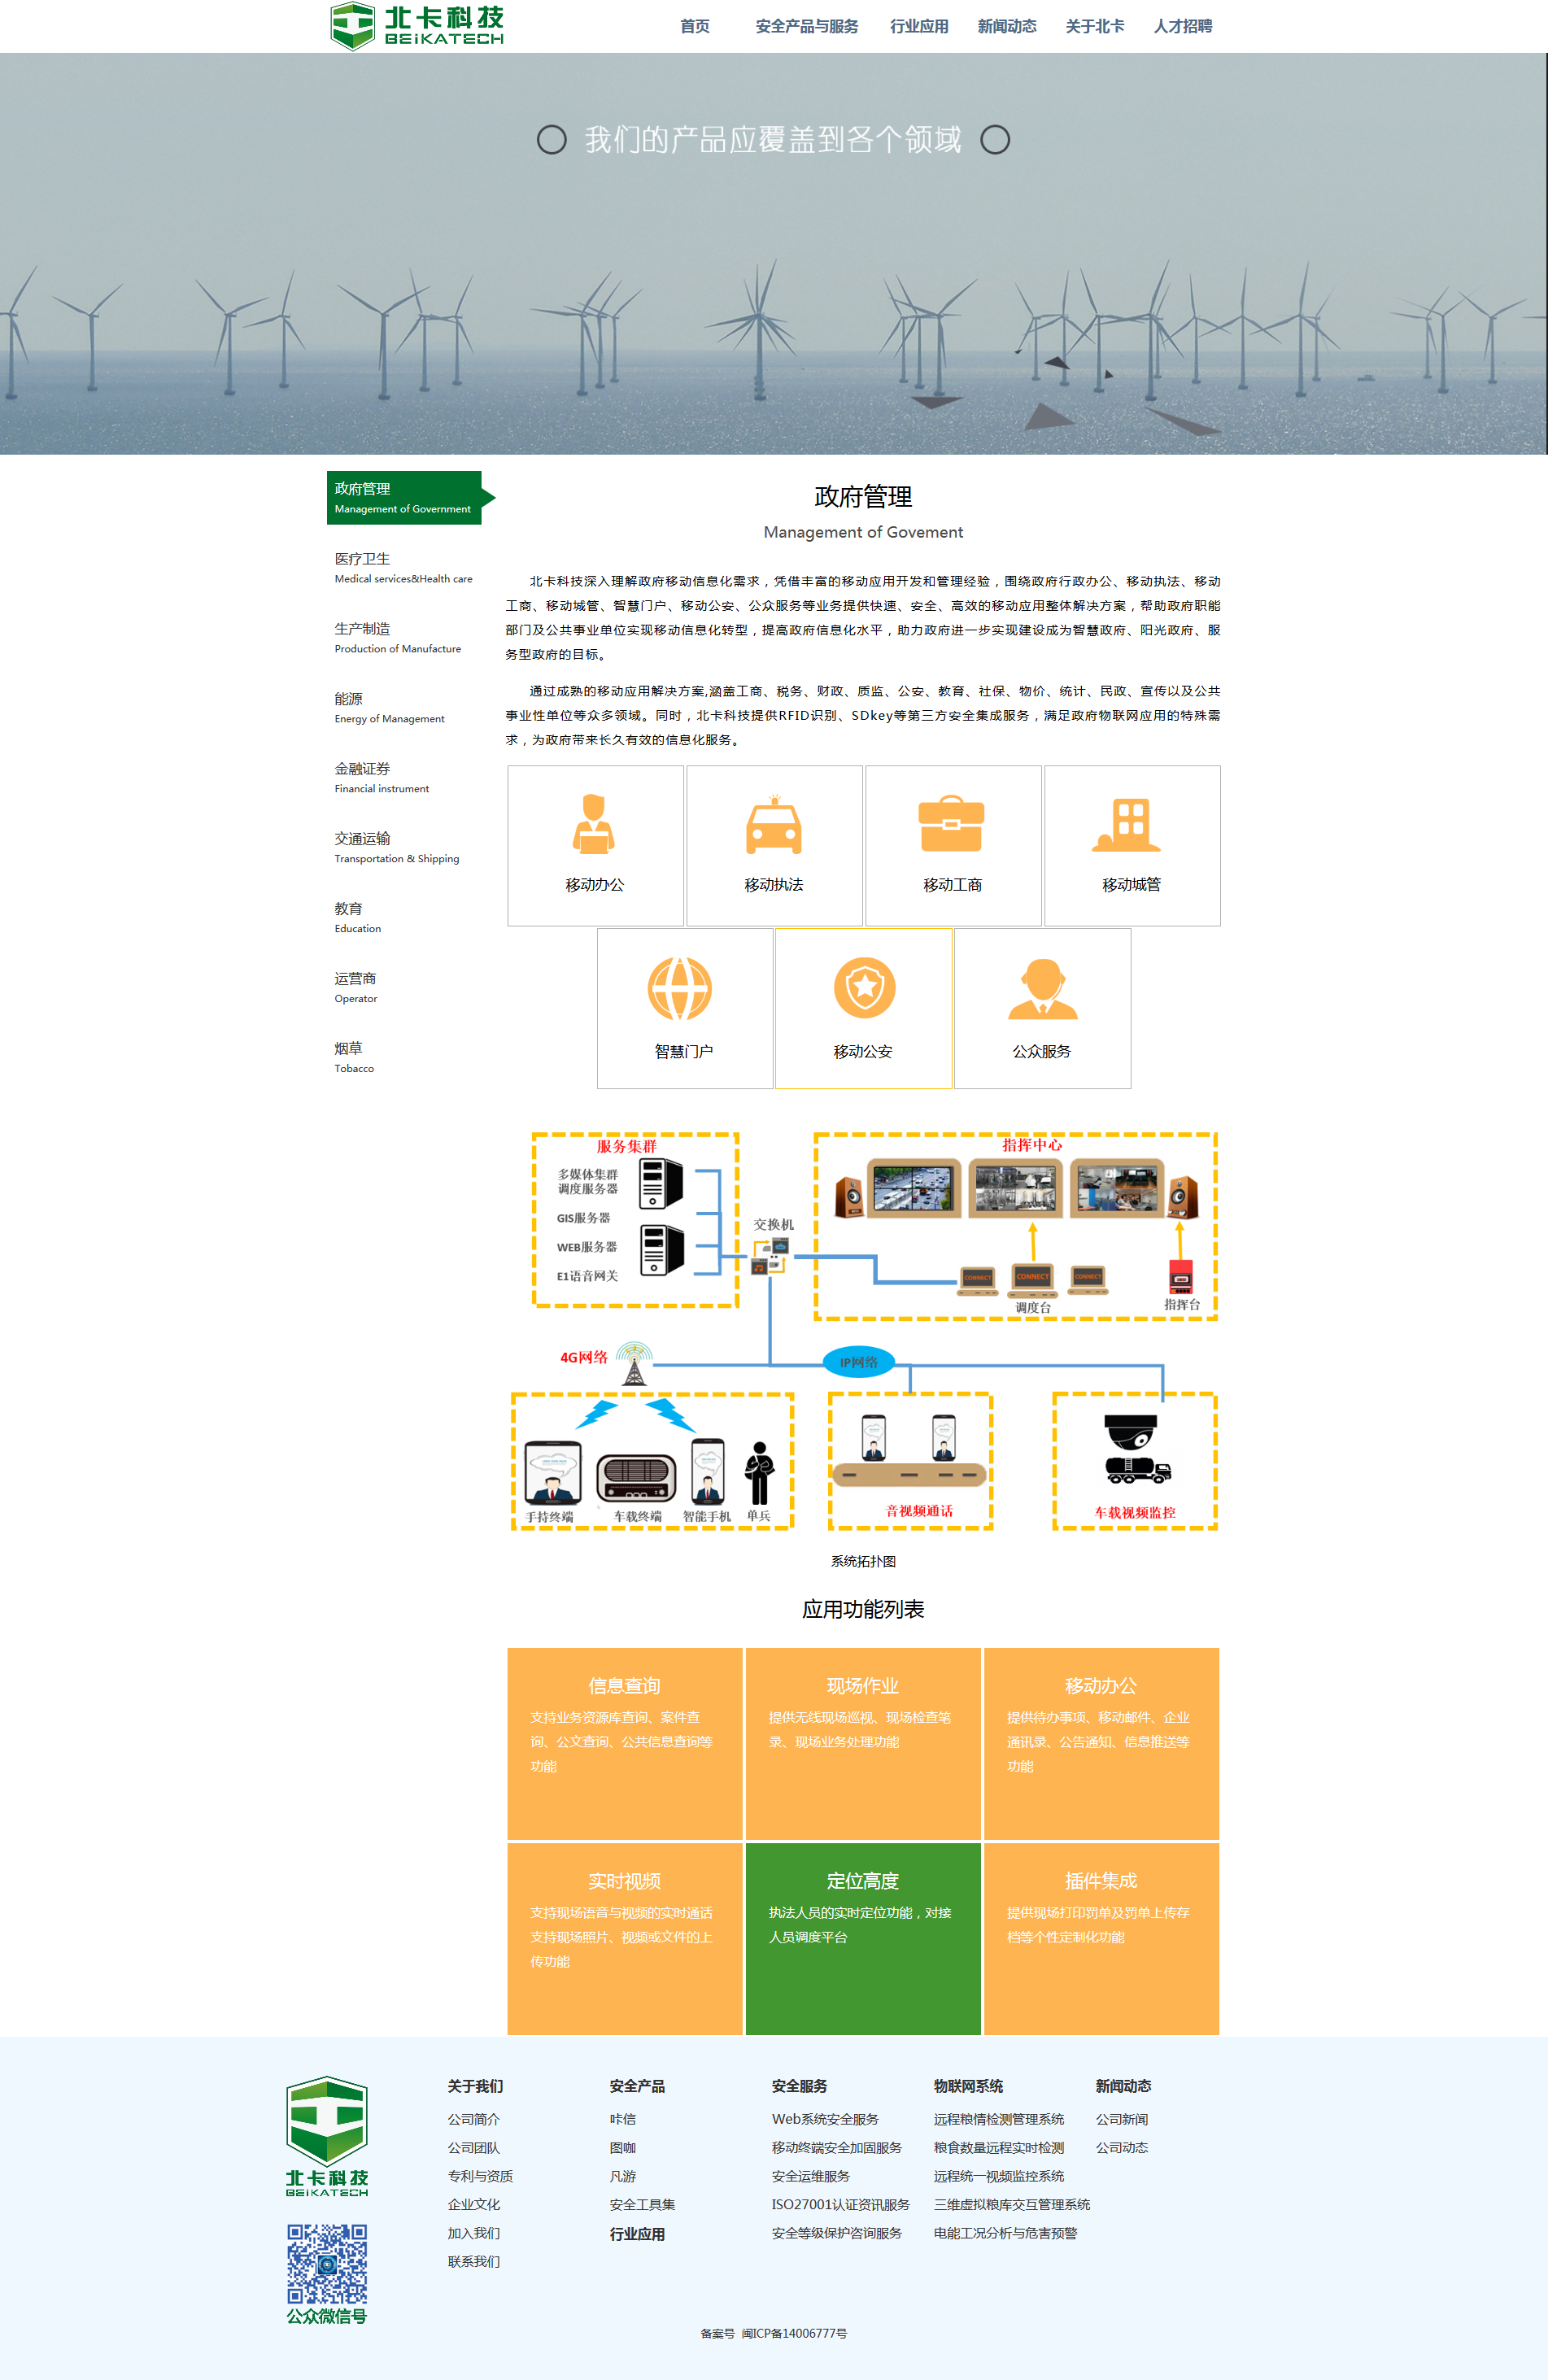 北卡科技
BEiKATECH
首页 安全产品与服务 行业应用 新闻动态 关于北卡 人才招聘
我们的产品应覆盖到各个领域
政府管理
Management of Government
医疗卫生
Medical services&Health care
生产制造
Production of Manufacture
能源
Energy of Management
金融证券
Financial instrument
交通运输
Transportation & Shipping
教育
Education
运营商
Operator
烟草
Tobacco
政府管理
Management of Govement
北卡科技深入理解政府移动信息化需求，凭借丰富的移动应用开发和管理经验，围绕政府行政办公、移动执法、移动
工商、移动城管、智慧门户、移动公安、公众服务等业务提供快速、安全、高效的移动应用整体解决方案，帮助政府职能
部门及公共事业单位实现移动信息化转型，提高政府信息化水平，助力政府进一步实现建设成为智慧政府、阳光政府、服
务型政府的目标。
通过成熟的移动应用解决方案,涵盖工商、税务、财政、质监、公安、教育、社保、物价、统计、民政、宣传以及公共
事业性单位等众多领域。同时，北卡科技提供RFID识别、SDkey等第三方安全集成服务，满足政府物联网应用的特殊需
求，为政府带来长久有效的信息化服务。
移动办公 移动执法 移动工商 移动城管
智慧门户 移动公安 公众服务
服务集群
多媒体集群
调度服务器
GIS服务器
WEB服务器
E1语音网关
交换机
指挥中心
CONNECT CONNECT CONNECT
调度台
指挥台
4G网络
IP网络
手持终端 车载终端 智能手机 单兵
音视频通话
车载视频监控
系统拓扑图
应用功能列表
信息查询
支持业务资源库查询、案件查
询、公文查询、公共信息查询等
功能
现场作业
提供无线现场巡视、现场检查笔
录、现场业务处理功能
移动办公
提供待办事项、移动邮件、企业
通讯录、公告通知、信息推送等
功能
实时视频
支持现场语音与视频的实时通话
支持现场照片、视频或文件的上
传功能
定位高度
执法人员的实时定位功能，对接
人员调度平台
插件集成
提供现场打印罚单及罚单上传存
档等个性定制化功能
北卡科技
BEiKATECH
公众微信号
关于我们
公司简介
公司团队
专利与资质
企业文化
加入我们
联系我们
安全产品
咔信
图咖
凡游
安全工具集
行业应用
安全服务
Web系统安全服务
移动终端安全加固服务
安全运维服务
ISO27001认证资讯服务
安全等级保护咨询服务
物联网系统
远程粮情检测管理系统
粮食数量远程实时检测
远程统一视频监控系统
三维虚拟粮库交互管理系统
电能工况分析与危害预警
新闻动态
公司新闻
公司动态
备案号 闽ICP备14006777号